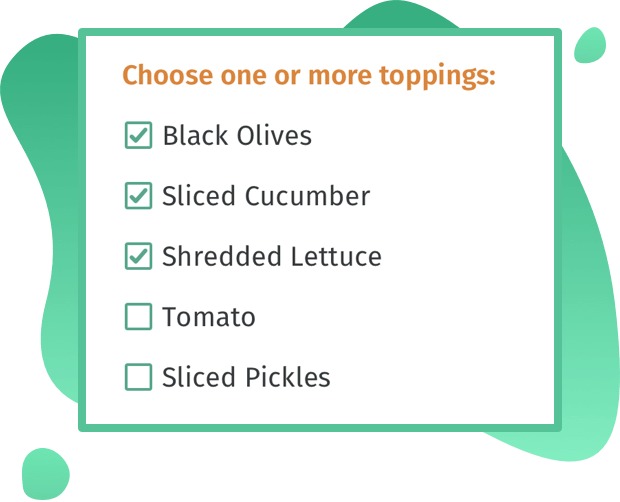 Choose one or more toppings:
Black Olives
Sliced Cucumber
Shredded Lettuce
Tomato
Sliced Pickles